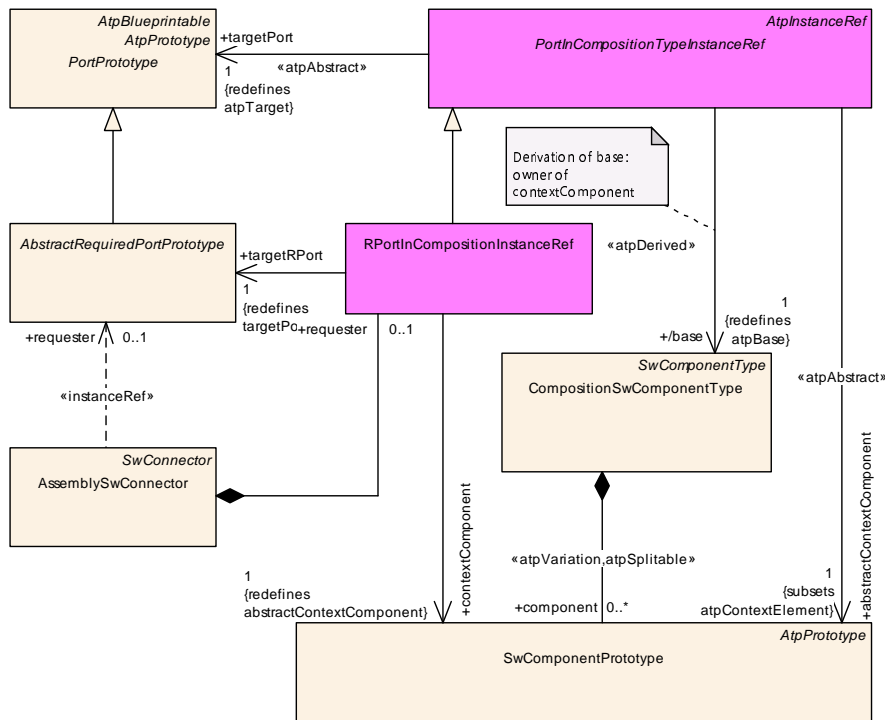 AtpBlueprintable
AtpPrototype
PortPrototype
+targetPort
«atpAbstract»
1
{redefines
atpTarget}
AtpInstanceRef
PortInCompositionTypeInstanceRef
Derivation of base:
owner of
contextComponent
AbstractRequiredPortPrototype
+targetRPort
1
{redefines
targetPo
RPortInCompositionInstanceRef
«atpDerived»
+requester
0..1
+requester
0..1
1
{redefines
atpBase}
+/base
«instanceRef»
SwComponentType
CompositionSwComponentType
«atpAbstract»
SwConnector
AssemblySwConnector
+contextComponent
«atpVariation,atpSplitable»
+abstractContextComponent
1
{redefines
abstractContextComponent}
+component
0..*
1
{subsets
atpContextElement}
AtpPrototype
SwComponentPrototype